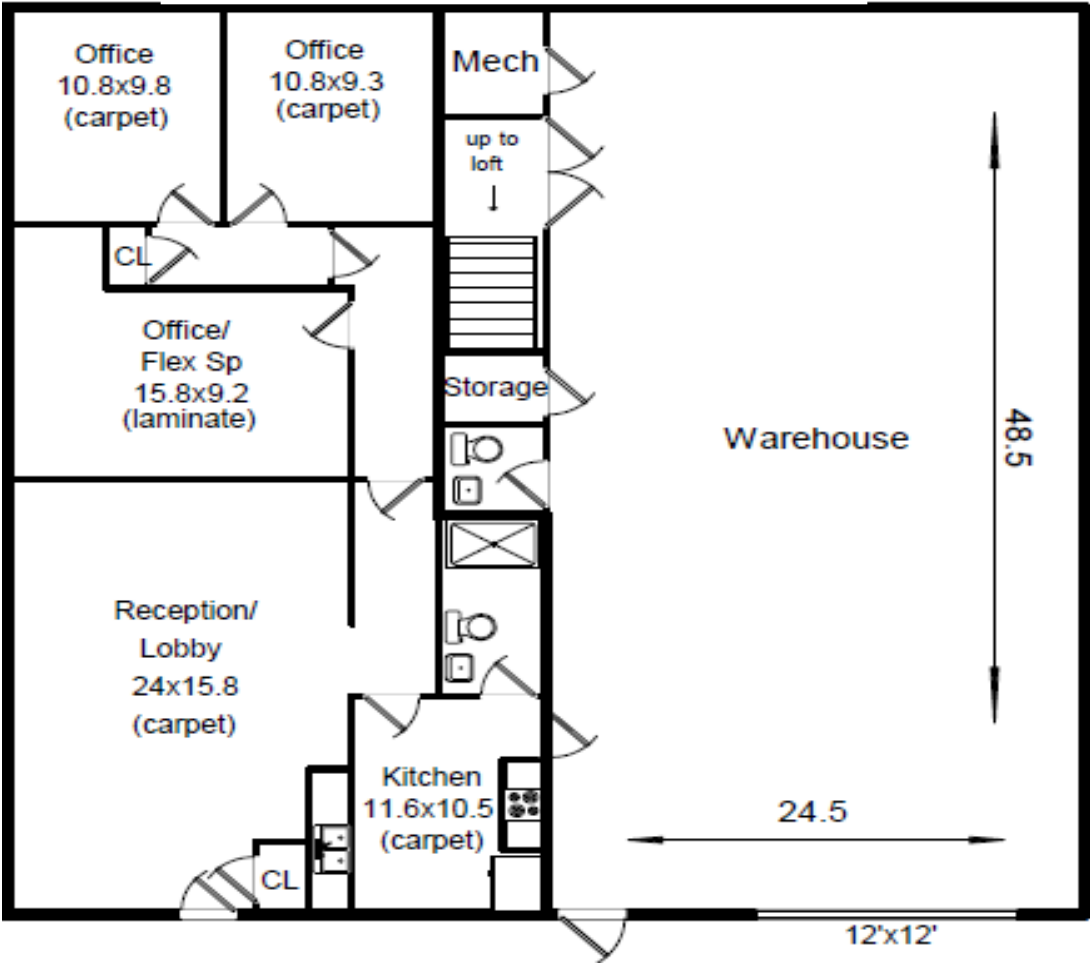 Office
10.8x9.8
(carpet)
Office
10.8x9.3
(carpet)
Mech
up to
loft
CL
Office/
Flex Sp
15.8x9.2
(laminate)
Storage
Warehouse
48.5
Reception/
Lobby
24x15.8
(carpet)
Kitchen
11.6x10.5
(carpet)
24.5
CL
12'x12'